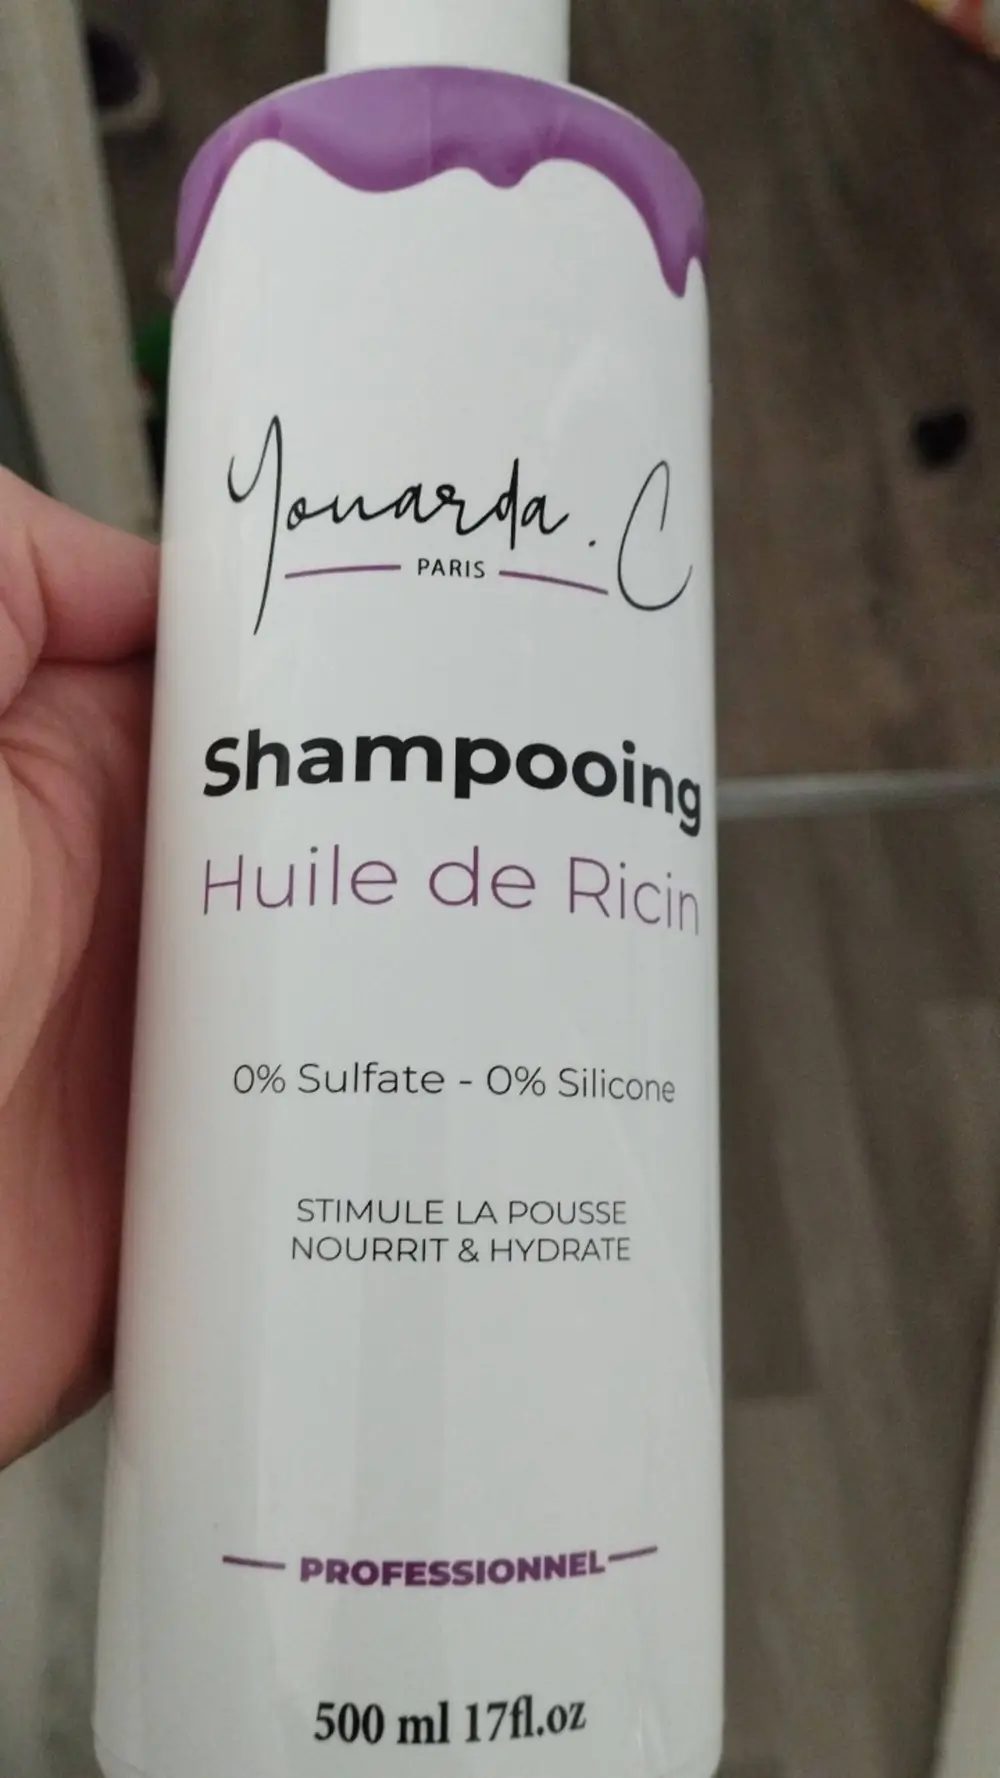 Youarda . C
PARIS
Shampooing
Huile de Ricin
0% Sulfate - 0% Silicone
STIMULE LA POUSSE
NOURRIT & HYDRATE
PROFESSIONNEL
500 ml 17fl.oz